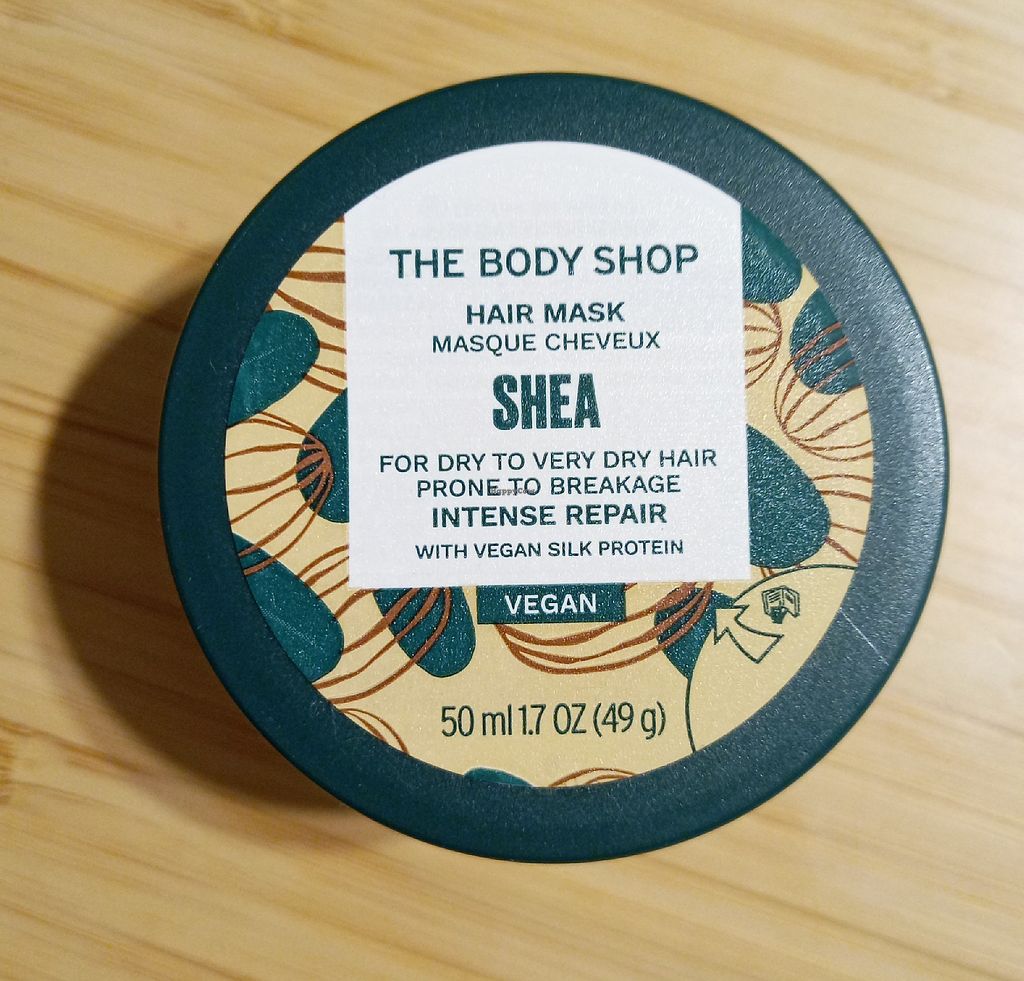 THE BODY SHOP
HAIR MASK
MASQUE CHEVEUX
SHEA
FOR DRY TO VERY DRY HAIR
PRONE TO BREAKAGE
HappyCow
INTENSE REPAIR
WITH VEGAN SILK PROTEIN
VEGAN
50 ml 1.7 OZ (49 g)